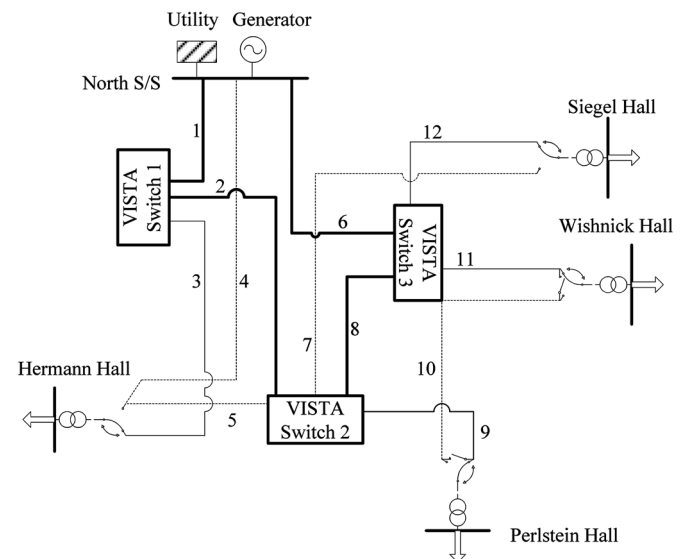 Utility Generator
North S/S
Siegel Hall
1
12
VISTA
Switch 1
2
6
VISTA
Switch 3
Wishnick Hall
11
3
4
7
8
10
Hermann Hall
5
VISTA
Switch 2
9
Perlstein Hall